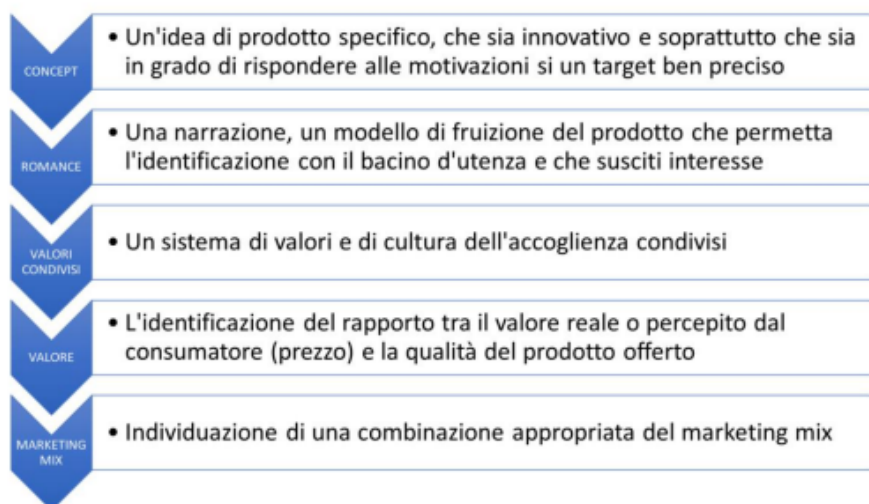 CONCEPT
• Un'idea di prodotto specifico, che sia innovativo e soprattutto che sia
in grado di rispondere alle motivazioni si un target ben preciso
ROMANCE
• Una narrazione, un modello di fruizione del prodotto che permetta
l'identificazione con il bacino d'utenza e che susciti interesse
VALORI
CONDIVISI
• Un sistema di valori e di cultura dell'accoglienza condivisi
VALORE
• L'identificazione del rapporto tra il valore reale o percepito dal
consumatore (prezzo) e la qualità del prodotto offerto
MARKETING
MIX
• Individuazione di una combinazione appropriata del marketing mix